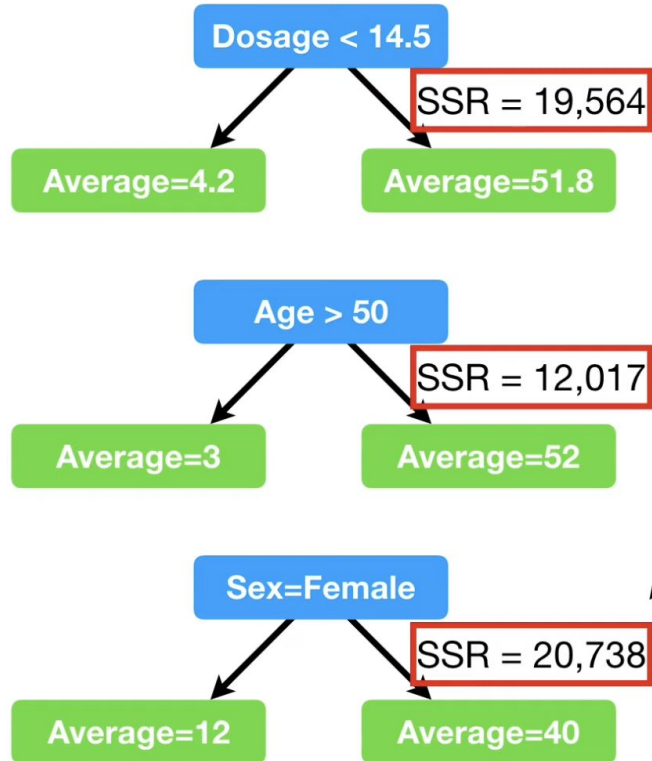 Dosage < 14.5
SSR = 19,564
Average=4.2
Average=51.8
Age > 50
SSR = 12,017
Average=3
Average=52
Sex=Female
SSR = 20,738
Average=12
Average=40